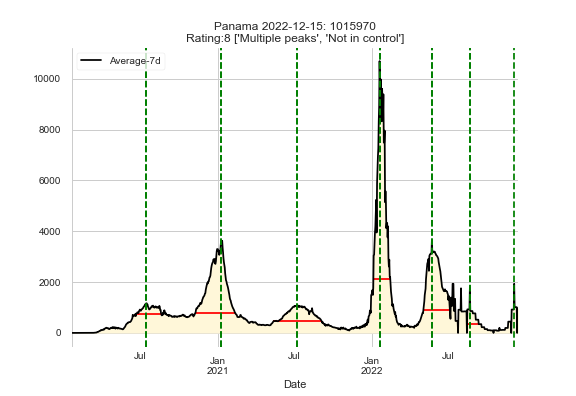 Panama 2022-12-15: 1015970
Rating:8 ['Multiple peaks', 'Not in control']
Average-7d
10000
8000
6000
4000
2000
0
Jul
Jan
2021
Jul
Jan
2022
Jul
Date